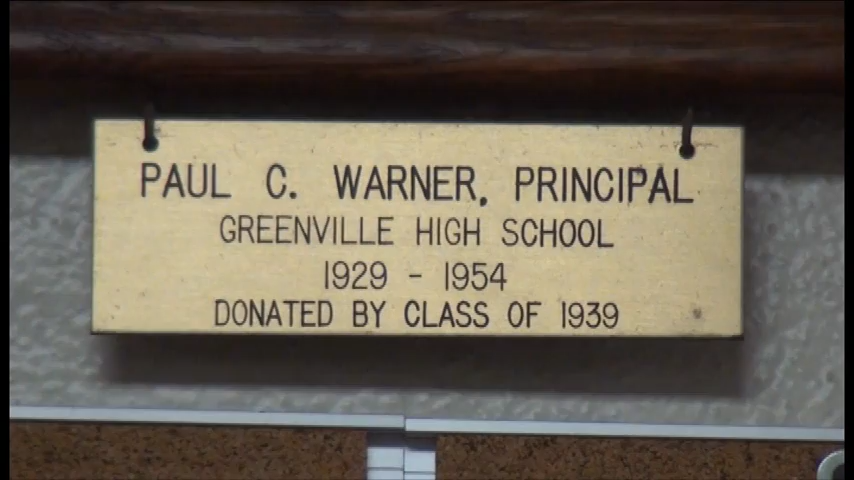 PAUL C. WARNER, PRINCIPAL
GREENVILLE HIGH SCHOOL
1929 - 1954
DONATED BY CLASS OF 1939